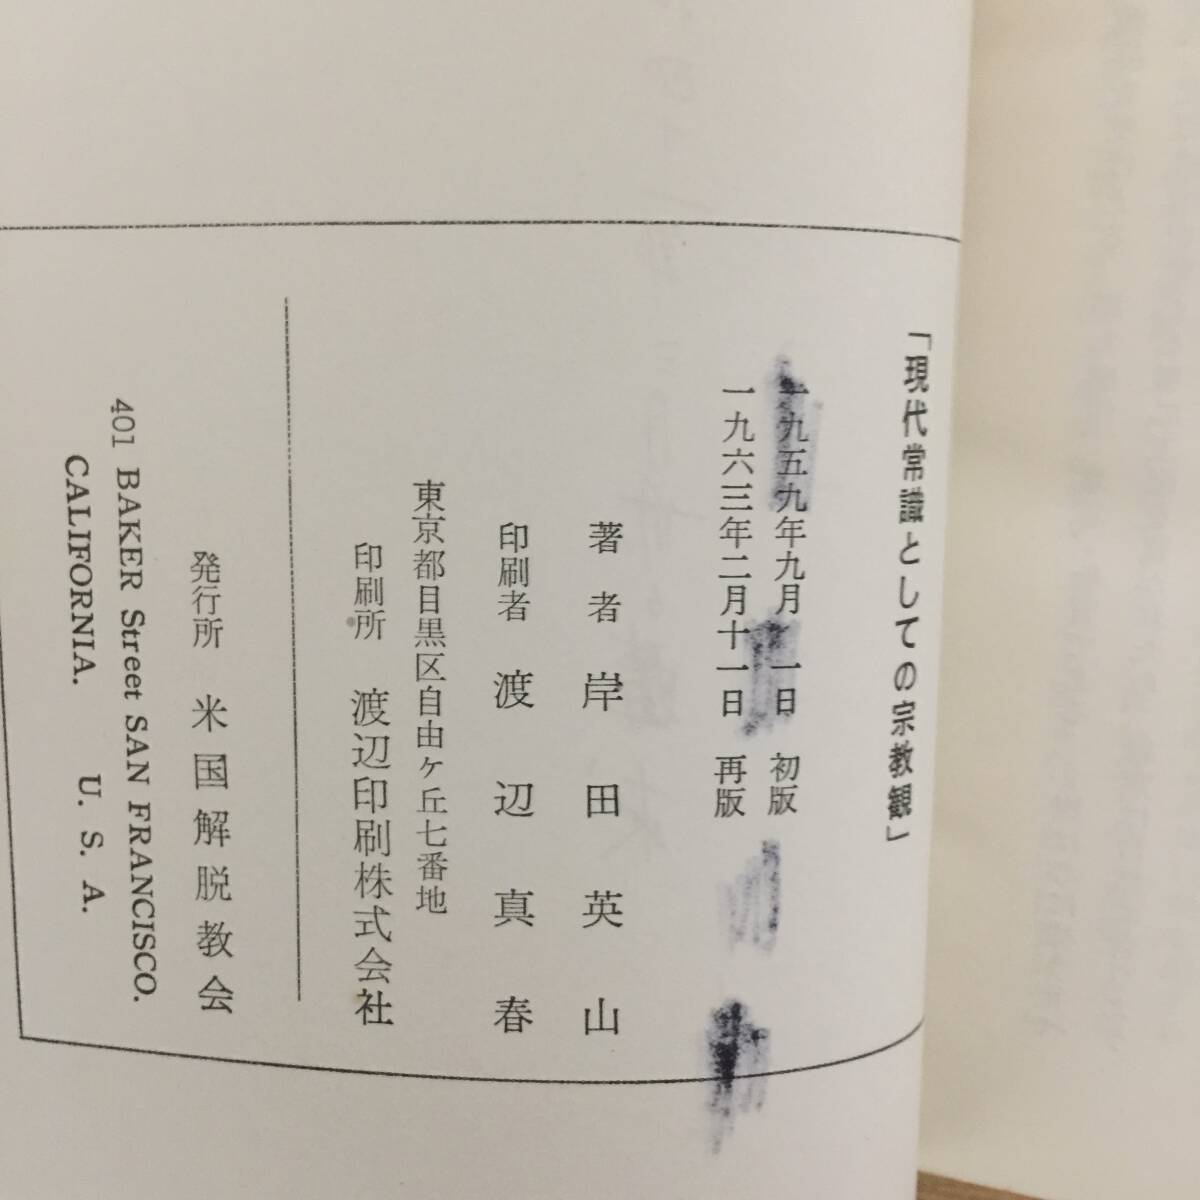 「現代常識としての宗教観」
一九五九年九月一日 初版
一九六三年二月十一日 再版
著者 岸田英山
印刷者 渡辺真春
東京都目黒区自由ケ丘七番地
印刷所 渡辺印刷株式会社
発行所 米国解脱教会
401 BAKER Street SAN FRANCISCO.
CALIFORNIA. U. S. A.